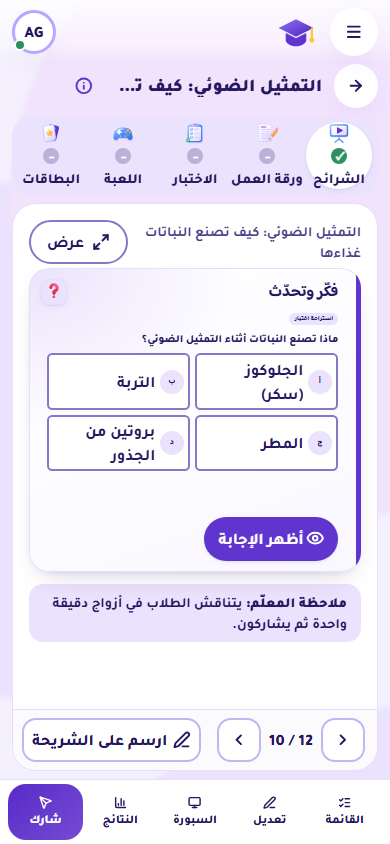 AG
التمثيل الضوئي: كيف تـ...
الشرائح
ورقة العمل
الاختبار
اللعبة
البطاقات
التمثيل الضوئي: كيف تصنع النباتات
غذاءها
عرض
فكّر وتحدّث
استراحة اختبار
ماذا تصنع النباتات أثناء التمثيل الضوئي؟
أ
الجلوكوز
(سكر)
ب
التربة
ج
المطر
د
بروتين من
الجذور
أظهر الإجابة
ملاحظة المعلّم: يتناقش الطلاب في أزواج دقيقة
واحدة ثم يشاركون.
10 / 12
ارسم على الشريحة
القائمة
تعديل
السبورة
النتائج
شارك